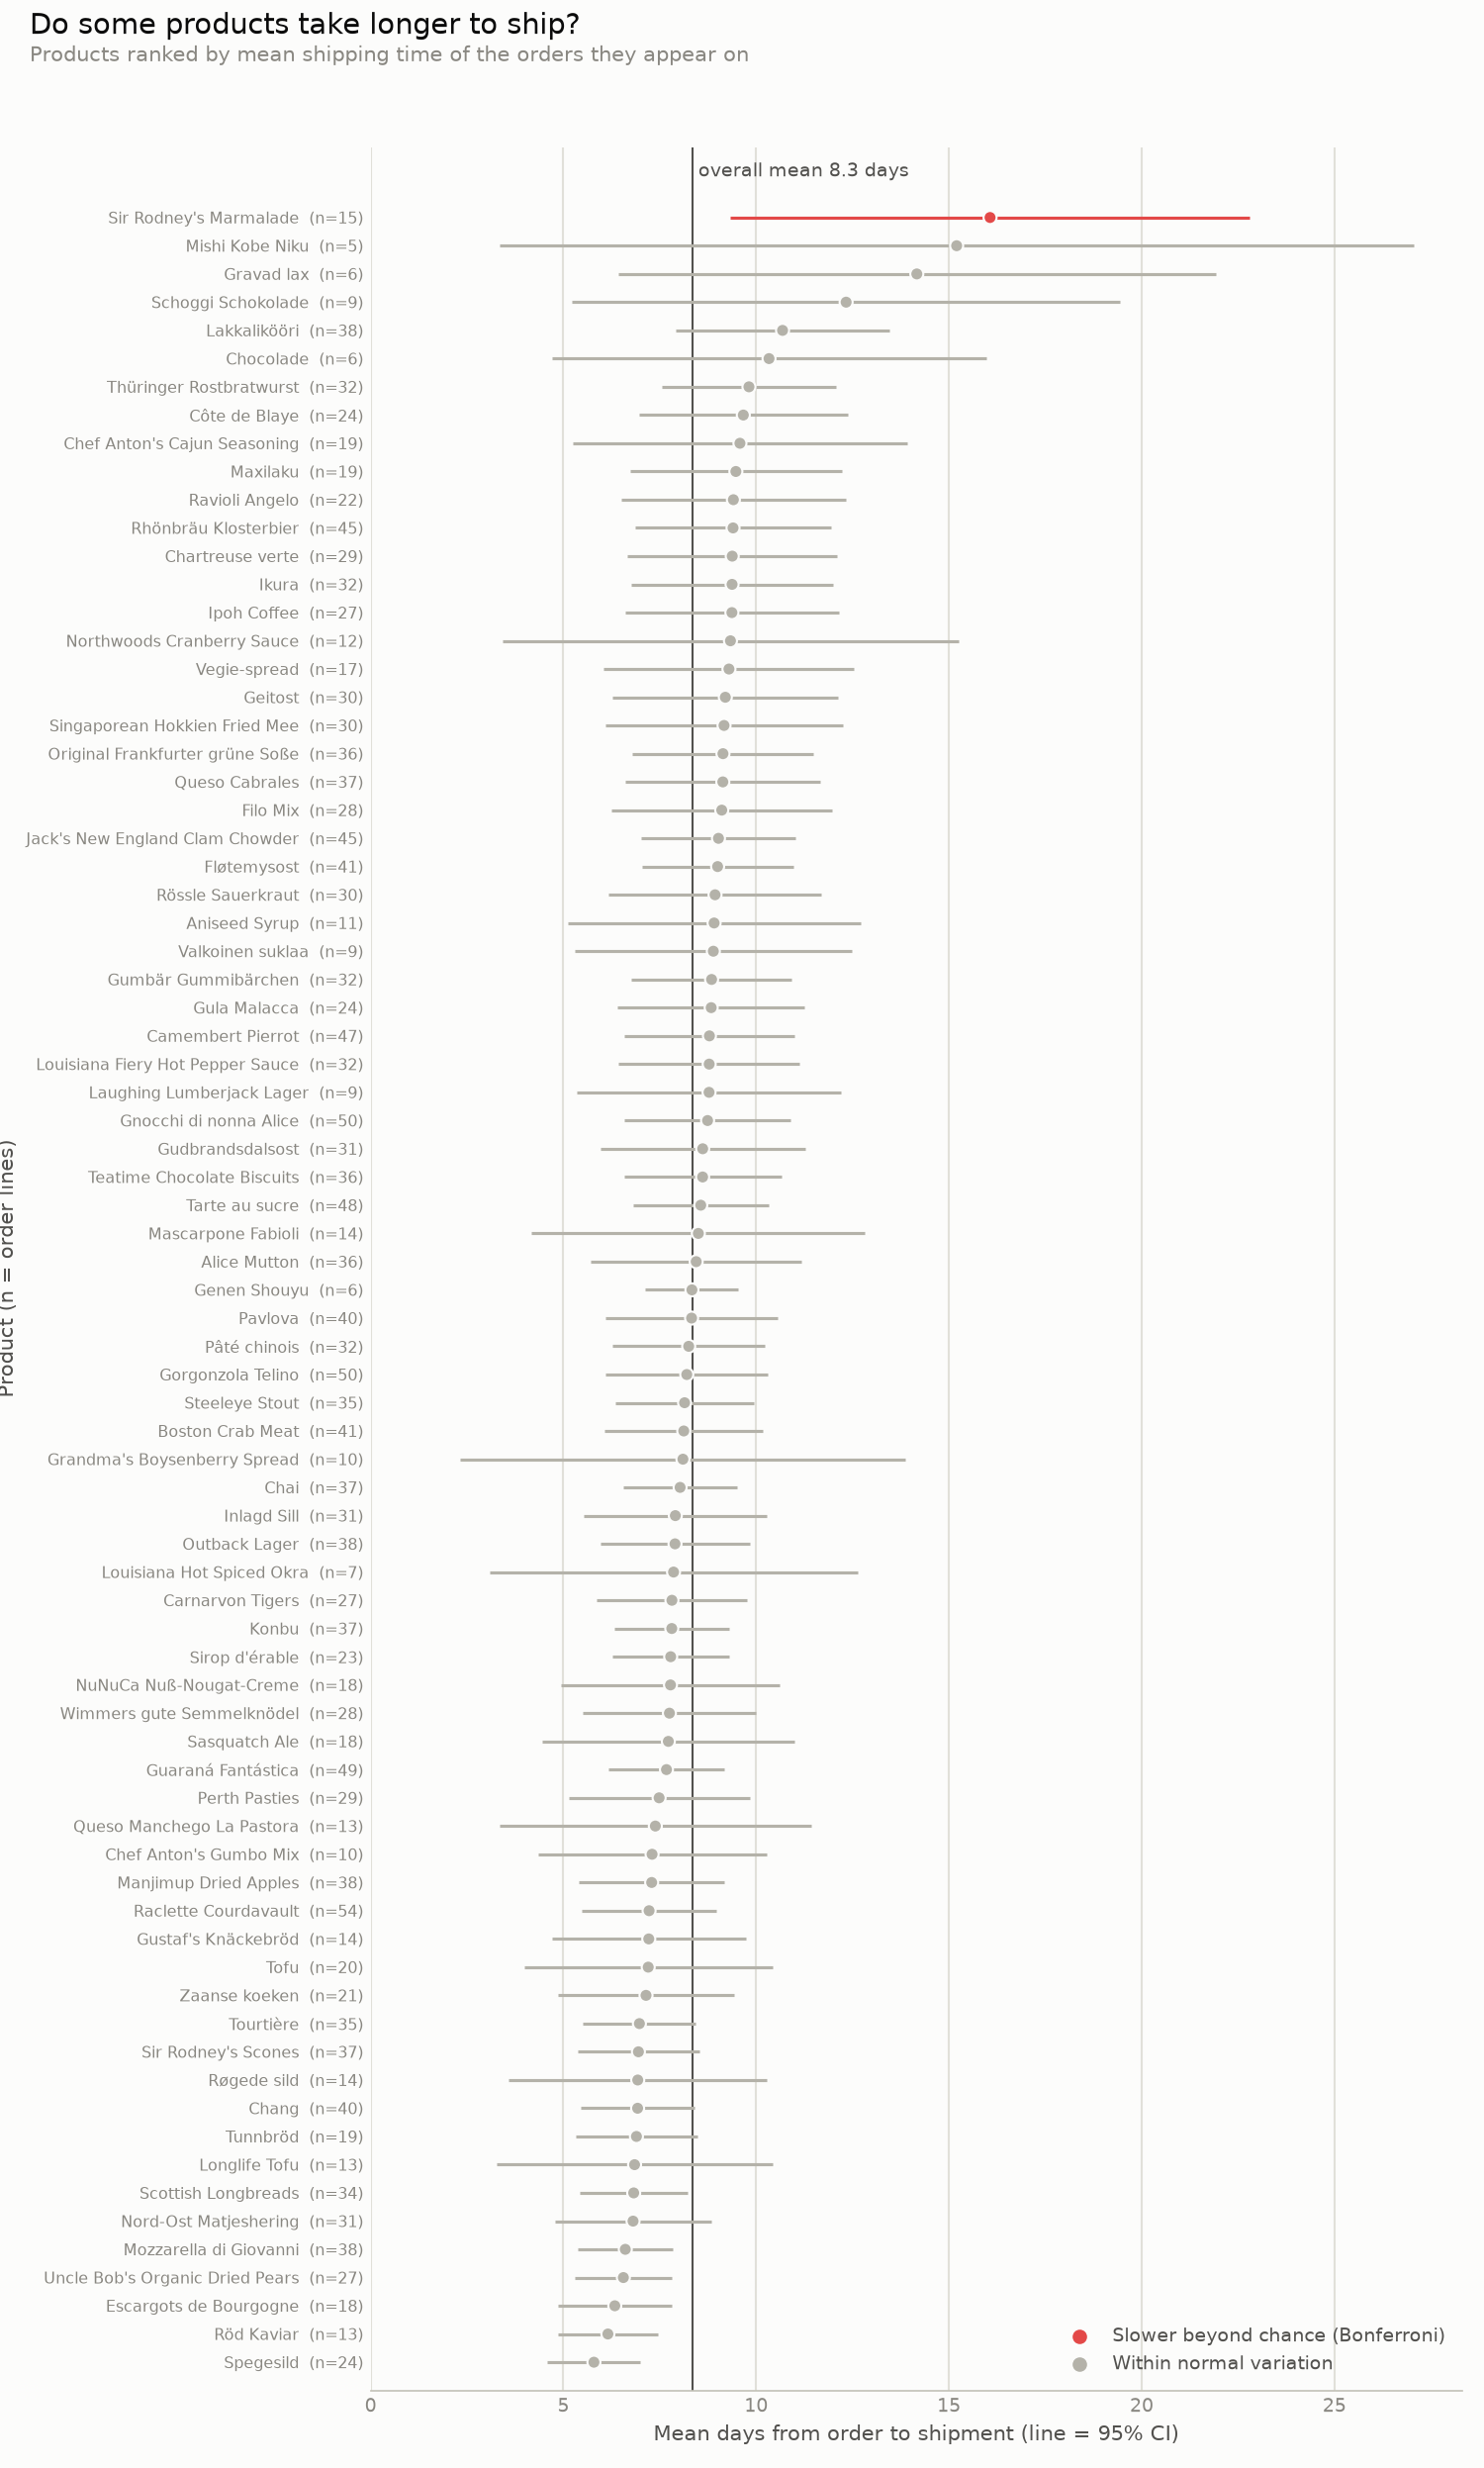 Do some products take longer to ship?
Products ranked by mean shipping time of the orders they appear on
overall mean 8.3 days
Sir Rodney's Marmalade (n=15)
Mishi Kobe Niku (n=5)
Gravad lax (n=6)
Schoggi Schokolade (n=9)
Lakkalikööri (n=38)
Chocolade (n=6)
Thüringer Rostbratwurst (n=32)
Côte de Blaye (n=24)
Chef Anton's Cajun Seasoning (n=19)
Maxilaku (n=19)
Ravioli Angelo (n=22)
Rhönbräu Klosterbier (n=45)
Chartreuse verte (n=29)
Ikura (n=32)
Ipoh Coffee (n=27)
Northwoods Cranberry Sauce (n=12)
Vegie-spread (n=17)
Geitost (n=30)
Singaporean Hokkien Fried Mee (n=30)
Original Frankfurter grüne Soße (n=36)
Queso Cabrales (n=37)
Filo Mix (n=28)
Jack's New England Clam Chowder (n=45)
Fløtemysost (n=41)
Rössle Sauerkraut (n=30)
Aniseed Syrup (n=11)
Valkoinen suklaa (n=9)
Gumbär Gummibärchen (n=32)
Gula Malacca (n=24)
Camembert Pierrot (n=47)
Louisiana Fiery Hot Pepper Sauce (n=32)
Laughing Lumberjack Lager (n=9)
Gnocchi di nonna Alice (n=50)
Gudbrandsdalsost (n=31)
Teatime Chocolate Biscuits (n=36)
Tarte au sucre (n=48)
Mascarpone Fabioli (n=14)
Alice Mutton (n=36)
Genen Shouyu (n=6)
Pavlova (n=40)
Pâté chinois (n=32)
Gorgonzola Telino (n=50)
Steeleye Stout (n=35)
Boston Crab Meat (n=41)
Grandma's Boysenberry Spread (n=10)
Chai (n=37)
Inlagd Sill (n=31)
Outback Lager (n=38)
Louisiana Hot Spiced Okra (n=7)
Carnarvon Tigers (n=27)
Konbu (n=37)
Sirop d'érable (n=23)
NuNuCa Nuß-Nougat-Creme (n=18)
Wimmers gute Semmelknödel (n=28)
Sasquatch Ale (n=18)
Guaraná Fantástica (n=49)
Perth Pasties (n=29)
Queso Manchego La Pastora (n=13)
Chef Anton's Gumbo Mix (n=10)
Manjimup Dried Apples (n=38)
Raclette Courdavault (n=54)
Gustaf's Knäckebröd (n=14)
Tofu (n=20)
Zaanse koeken (n=21)
Tourtière (n=35)
Sir Rodney's Scones (n=37)
Røgede sild (n=14)
Chang (n=40)
Tunnbröd (n=19)
Longlife Tofu (n=13)
Scottish Longbreads (n=34)
Nord-Ost Matjeshering (n=31)
Mozzarella di Giovanni (n=38)
Uncle Bob's Organic Dried Pears (n=27)
Escargots de Bourgogne (n=18)
Röd Kaviar (n=13)
Spegesild (n=24)
Product (n = order lines)
Slower beyond chance (Bonferroni)
Within normal variation
0 5 10 15 20 25
Mean days from order to shipment (line = 95% CI)